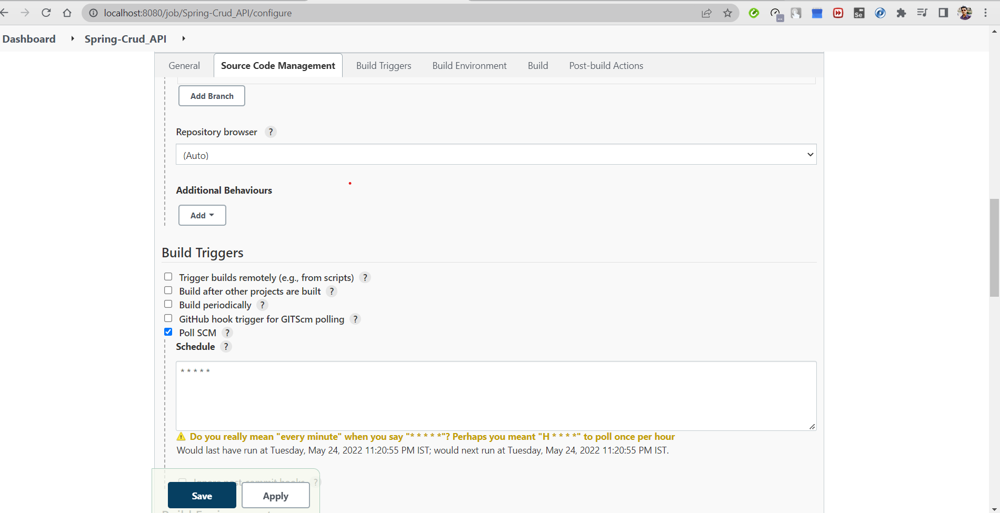 localhost:8080/job/Spring-Crud_API/configure
Se
Dashboard Spring-Crud_API
General Source Code Management Build Triggers Build Environment Build Post-build Actions
Add Branch
Repository browser ?
(Auto)
Additional Behaviours
Add
Build Triggers
Trigger builds remotely (e.g., from scripts) ?
Build after other projects are built ?
Build periodically ?
GitHub hook trigger for GITScm polling ?
Poll SCM ?
Schedule ?
* * * * *
Do you really mean "every minute" when you say "* * * * *"? Perhaps you meant "H * * * *" to poll once per hour
Would last have run at Tuesday, May 24, 2022 11:20:55 PM IST; would next run at Tuesday, May 24, 2022 11:20:55 PM IST.
Ignore post-commit hooks ?
Save Apply